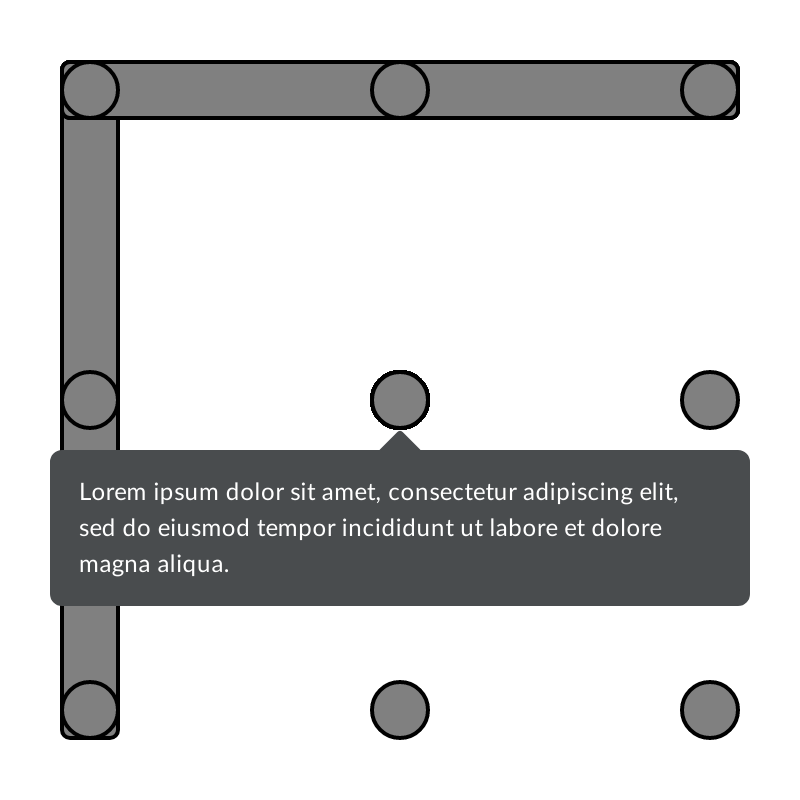 Lorem ipsum dolor sit amet, consectetur adipiscing elit,
sed do eiusmod tempor incididunt ut labore et dolore
magna aliqua.